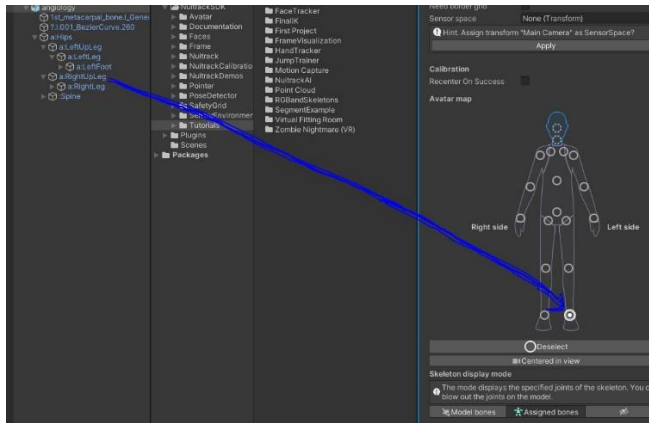 angiology
1st_metacarpal_bone.l_Gene
7.l.001_BezierCurve.260
a:Hips
a:LeftUpLeg
a:LeftLeg
a:LeftFoot
a:RightUpLeg
a:RightLeg
:Spine
NuitrackSDK
Avatar
Documentation
Faces
Frame
Nuitrack
NuitrackCalibratio
NuitrackDemos
Pointer
PoseDetector
SafetyGrid
Tutorials
Plugins
Scenes
Packages
FaceTracker
FinalIK
First Project
FrameVisualization
HandTracker
JumpTrainer
Motion Capture
NuitrackAI
Point Cloud
RGBandSkeletons
SegmentExample
Virtual Fitting Room
Zombie Nightmare (VR)
Need border grid
Sensor space None (Transform)
Hint. Assign transform "Main Camera" as SensorSpace?
Apply
Calibration
Recenter On Success
Avatar map
Right side
Left side
Deselect
Centered in view
Skeleton display mode
The mode displays the specified joints of the skeleton. You c
blow out the joints on the model.
Model bones
Assigned bones